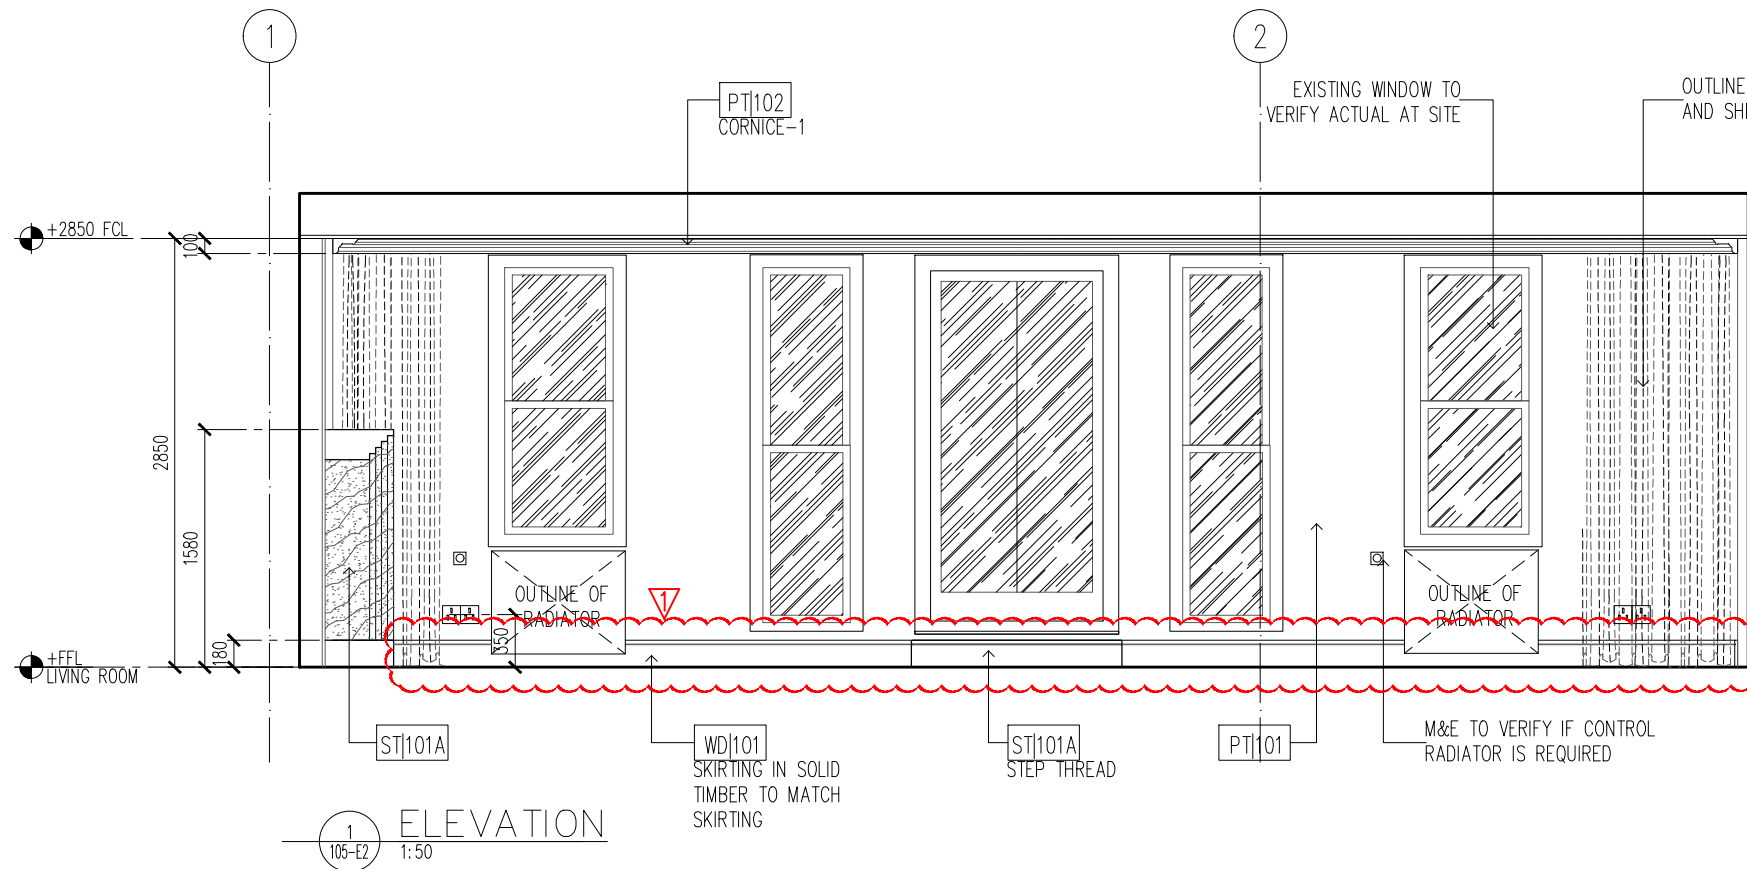 1
2
PT|102
CORNICE-1
EXISTING WINDOW TO
VERIFY ACTUAL AT SITE
OUTLINE
AND
+2850 FCL
100
2850
1580
180
350
OUTLINE OF
RADIATOR
1
OUTLINE OF
RADIATOR
+FFL
LIVING ROOM
ST|101A
WD|101
SKIRTING IN SOLID
TIMBER TO MATCH
SKIRTING
ST|101A
STEP THREAD
PT|101
M&E TO VERIFY IF CONTROL
RADIATOR IS REQUIRED
1
105-E2
ELEVATION
1:50